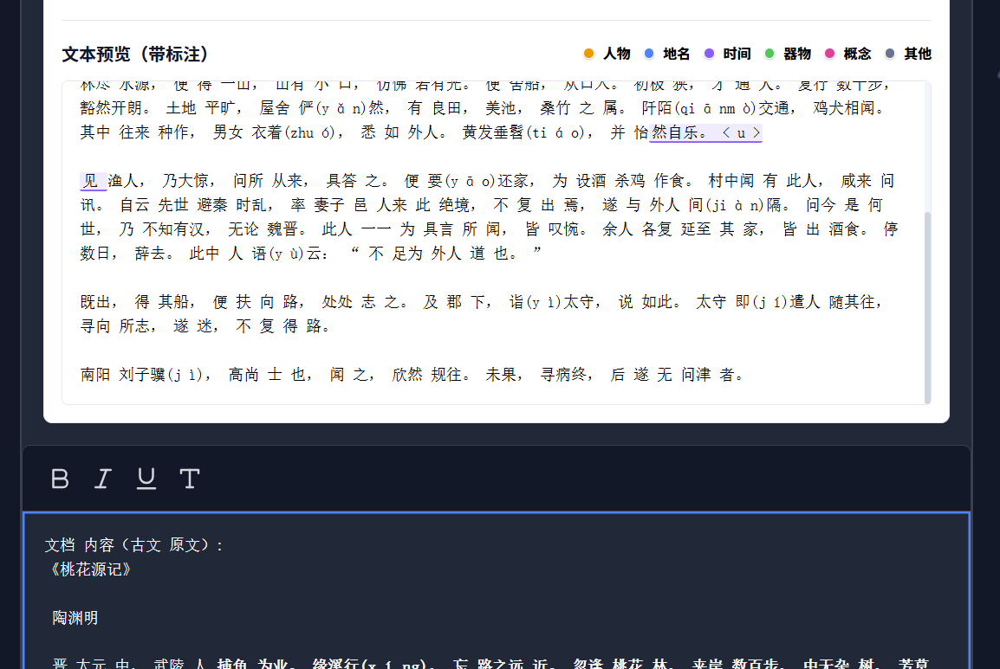 文本预览（带标注）
人物 地名 时间 器物 概念 其他
林尽 水源， 便 得 一山， 山有 小 口， 仿佛 若有光。 便 舍船， 从口入。 初极 狭， 才 通 人。 复行 数十步，
豁然开朗。 土地 平旷， 屋舍 俨(y ǎ n)然， 有 良田， 美池， 桑竹 之 属。 阡陌(qi ā nm ò)交通， 鸡犬相闻。
其中 往来 种作， 男女 衣着(zhu ó)， 悉 如 外人。 黄发垂髫(ti á o)， 并 怡然自乐。 < u >
见 渔人， 乃大惊， 问所 从来， 具答 之。 便 要(y ā o)还家， 为 设酒 杀鸡 作食。 村中闻 有 此人， 咸来 问
讯。 自云 先世 避秦 时乱， 率 妻子 邑 人来 此 绝境， 不 复 出 焉， 遂 与 外人 间(ji à n)隔。 问今 是 何
世， 乃 不知有汉， 无论 魏晋。 此人 一一 为 具言 所 闻， 皆 叹惋。 余人 各复 延至 其 家， 皆 出 酒食。 停
数日， 辞去。 此中 人 语(y ù)云： “ 不 足为 外人 道 也。 ”
既出， 得 其船， 便 扶 向 路， 处处 志 之。 及 郡 下， 诣(y ì)太守， 说 如此。 太守 即(j í)遣人 随其往，
寻向 所志， 遂 迷， 不 复 得 路。
南阳 刘子骥(j ì)， 高尚 士 也， 闻 之， 欣然 规往。 未果， 寻病终， 后 遂 无 问津 者。
B I U T
文档 内容（古文 原文）:
《桃花源记》
陶渊明
晋 太元 中， 武陵 人 捕鱼 为业。 缘溪行(x í ng)， 忘 路之远 近。 忽逢 桃花 林， 夹岸 数百步， 中无杂 树， 芳草